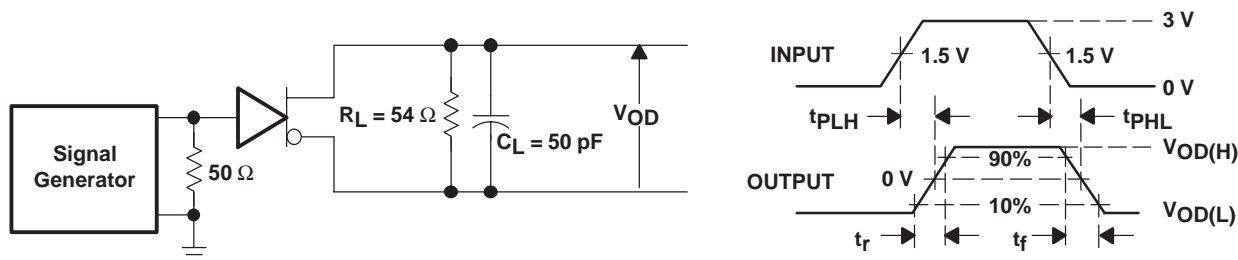 Signal
Generator
50 Ω
R_L = 54 Ω
C_L = 50 pF
V_OD
INPUT
3 V
1.5 V
1.5 V
0 V
t_PLH
t_PHL
V_OD(H)
90%
OUTPUT
0 V
10%
V_OD(L)
t_r
t_f